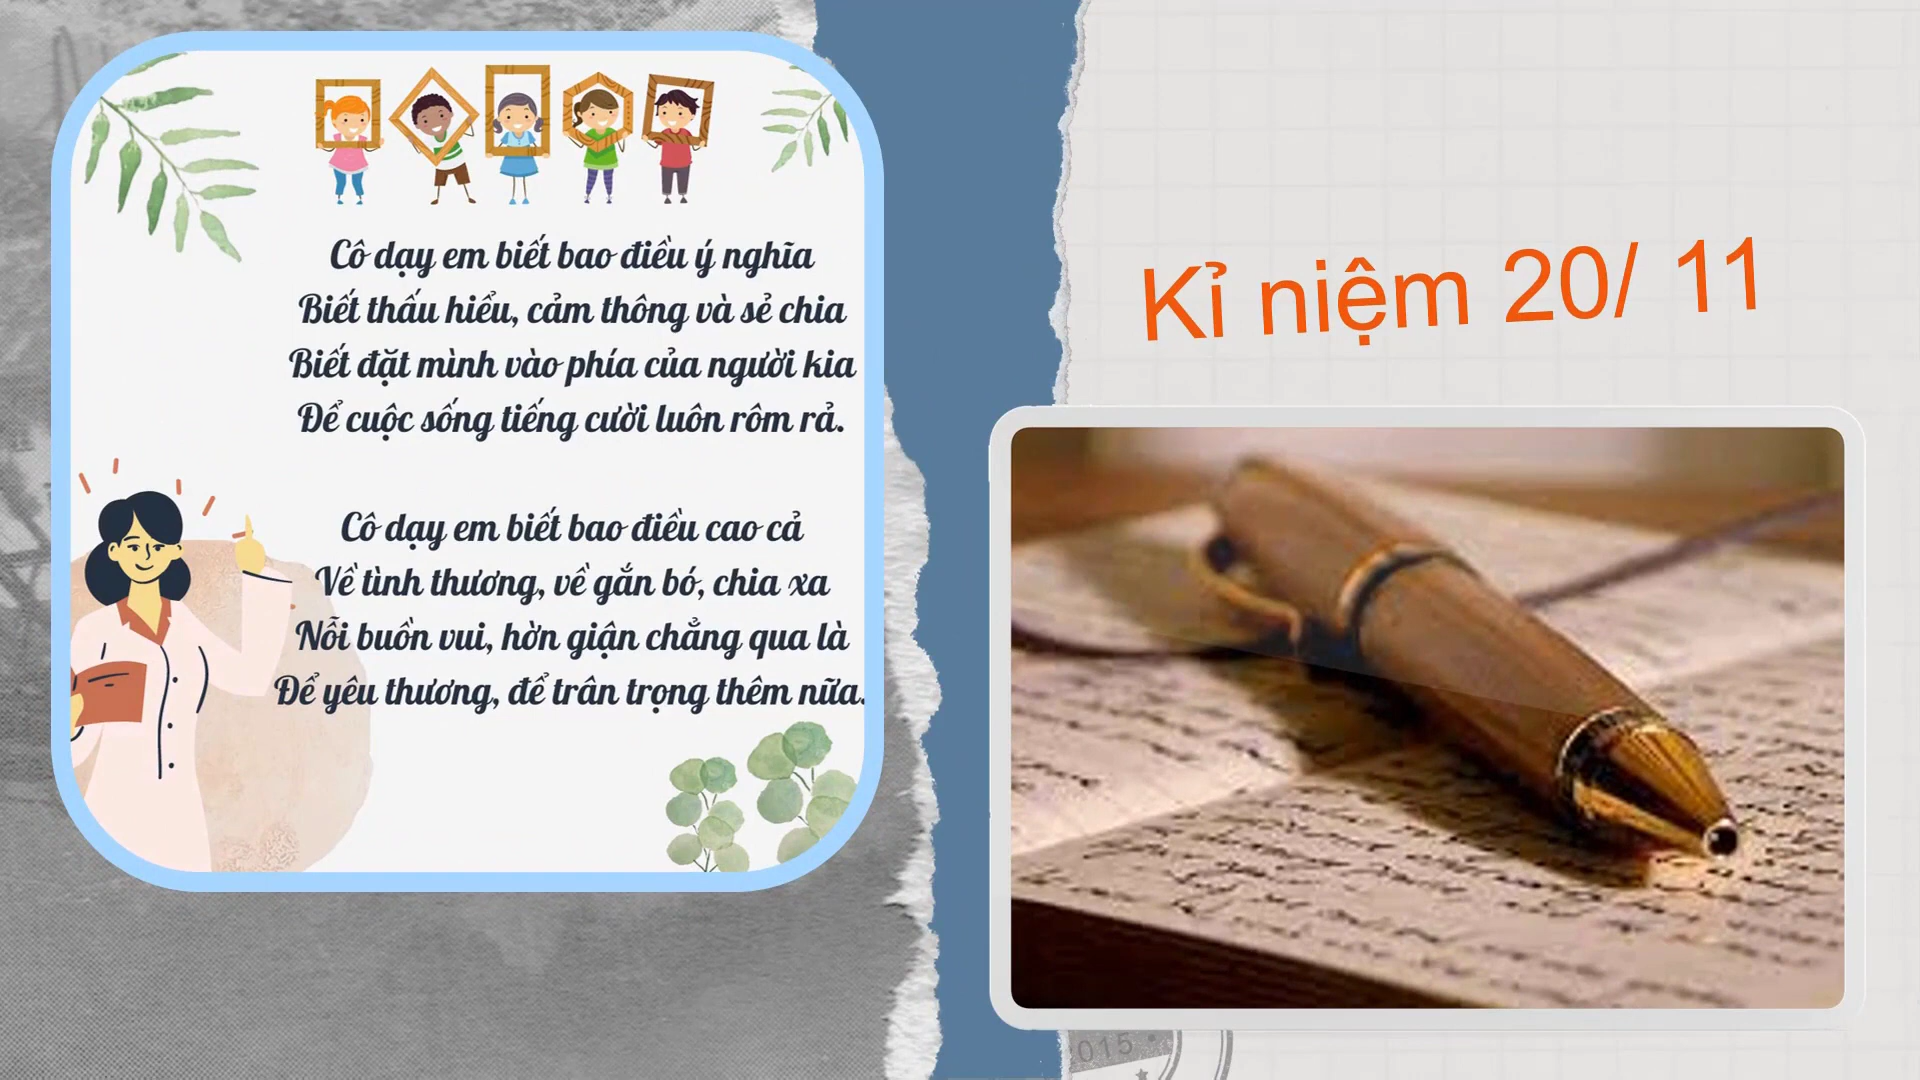 Cô dạy em biết bao điều ý nghĩa
Biết thấu hiểu, cảm thông và sẻ chia
Biết đặt mình vào phía của người kia
Để cuộc sống tiếng cười luôn rôm rả.
Cô dạy em biết bao điều cao cả
Về tình thương, về gắn bó, chia xa
Nỗi buồn vui, hờn giận chẳng qua là
Để yêu thương, để trân trọng thêm nữa.
Kỉ niệm 20/ 11
2015